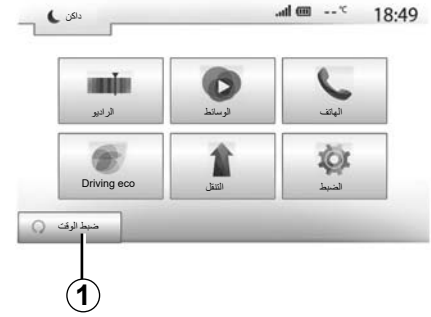 داكن --°C 18:49
الراديو الوسائط الهاتف
Driving eco التنقل الضبط
ضبط الوقت
1